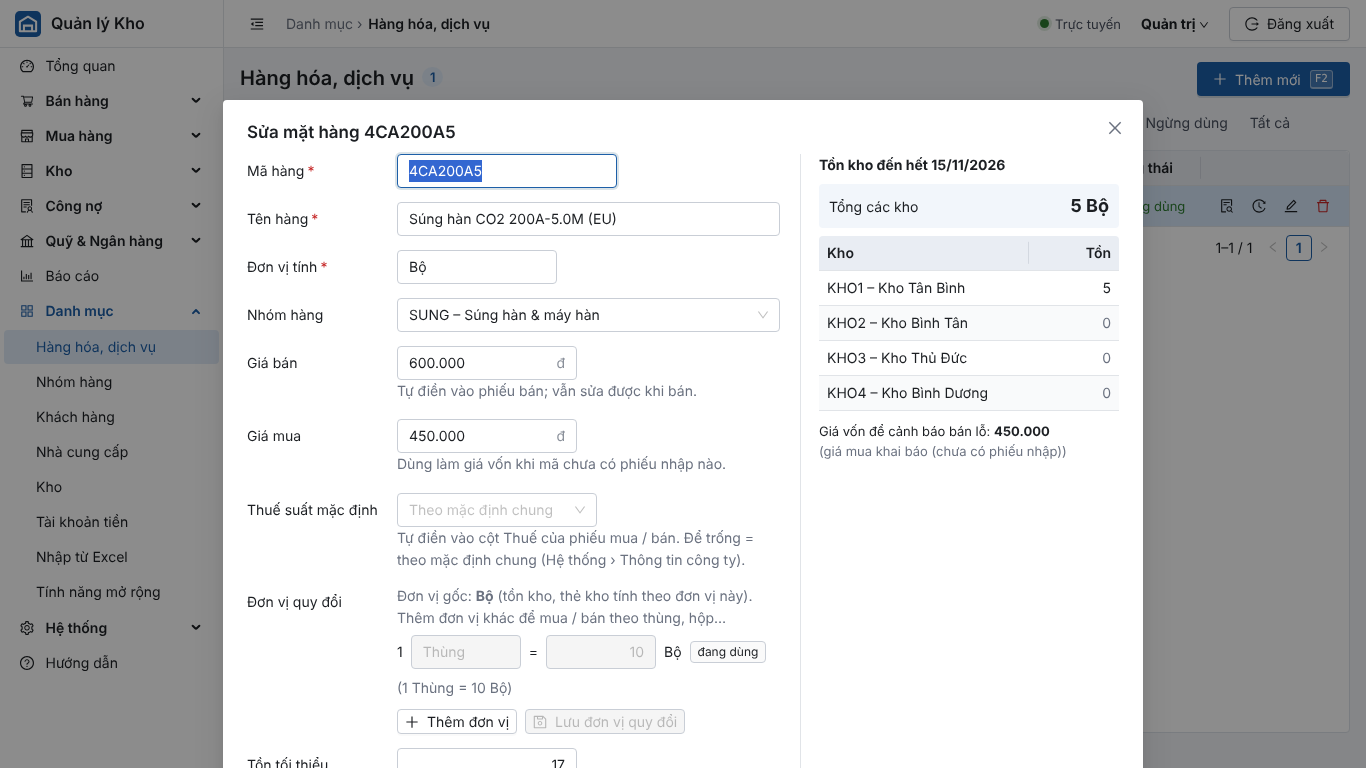 Quản lý Kho
Danh mục › Hàng hóa, dịch vụ
Trực tuyến
Quản trị
Đăng xuất
Tổng quan
Bán hàng
Mua hàng
Kho
Công nợ
Quỹ & Ngân hàng
Báo cáo
Danh mục
Hàng hóa, dịch vụ
Nhóm hàng
Khách hàng
Nhà cung cấp
Kho
Tài khoản tiền
Nhập từ Excel
Tính năng mở rộng
Hệ thống
Hướng dẫn
Hàng hóa, dịch vụ 1
Thêm mới F2
Ngừng dùng
Tất cả
thái
dùng
1–1 / 1
1
Sửa mặt hàng 4CA200A5
Mã hàng *
4CA200A5
Tên hàng *
Súng hàn CO2 200A-5.0M (EU)
Đơn vị tính *
Bộ
Nhóm hàng
SUNG – Súng hàn & máy hàn
Giá bán
600.000 đ
Tự điền vào phiếu bán; vẫn sửa được khi bán.
Giá mua
450.000 đ
Dùng làm giá vốn khi mã chưa có phiếu nhập nào.
Thuế suất mặc định
Theo mặc định chung
Tự điền vào cột Thuế của phiếu mua / bán. Để trống =
theo mặc định chung (Hệ thống › Thông tin công ty).
Đơn vị quy đổi
Đơn vị gốc: Bộ (tồn kho, thẻ kho tính theo đơn vị này).
Thêm đơn vị khác để mua / bán theo thùng, hộp...
1 Thùng = 10 Bộ đang dùng
(1 Thùng = 10 Bộ)
Thêm đơn vị
Lưu đơn vị quy đổi
Tồn tối thiểu
17
Tồn kho đến hết 15/11/2026
Tổng các kho 5 Bộ
Kho Tồn
KHO1 – Kho Tân Bình 5
KHO2 – Kho Bình Tân 0
KHO3 – Kho Thủ Đức 0
KHO4 – Kho Bình Dương 0
Giá vốn để cảnh báo bán lỗ: 450.000
(giá mua khai báo (chưa có phiếu nhập))